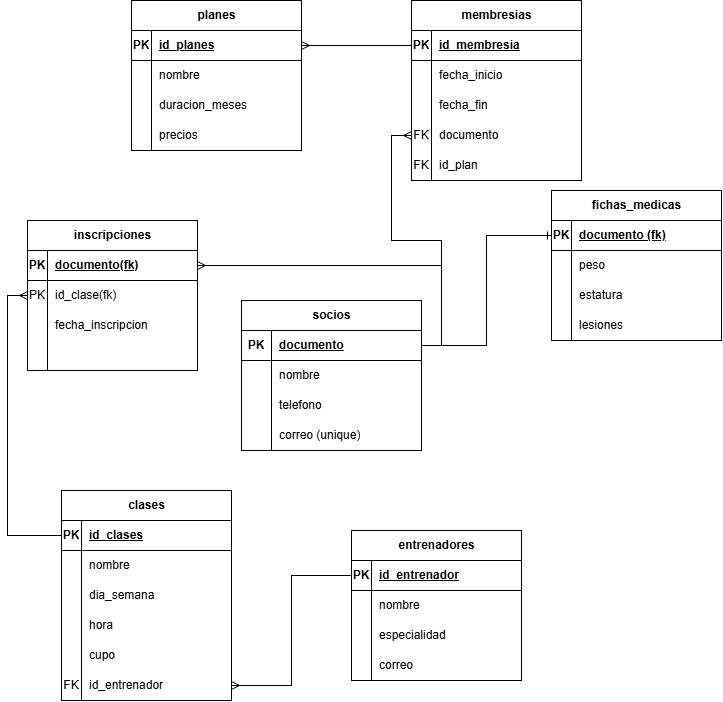 planes
PK id_planes
nombre
duracion_meses
precios
membresias
PK id_membresia
fecha_inicio
fecha_fin
FK documento
FK id_plan
fichas_medicas
PK documento (fk)
peso
estatura
lesiones
inscripciones
PK documento(fk)
PK id_clase(fk)
fecha_inscripcion
socios
PK documento
nombre
telefono
correo (unique)
clases
PK id_clases
nombre
dia_semana
hora
cupo
FK id_entrenador
entrenadores
PK id_entrenador
nombre
especialidad
correo